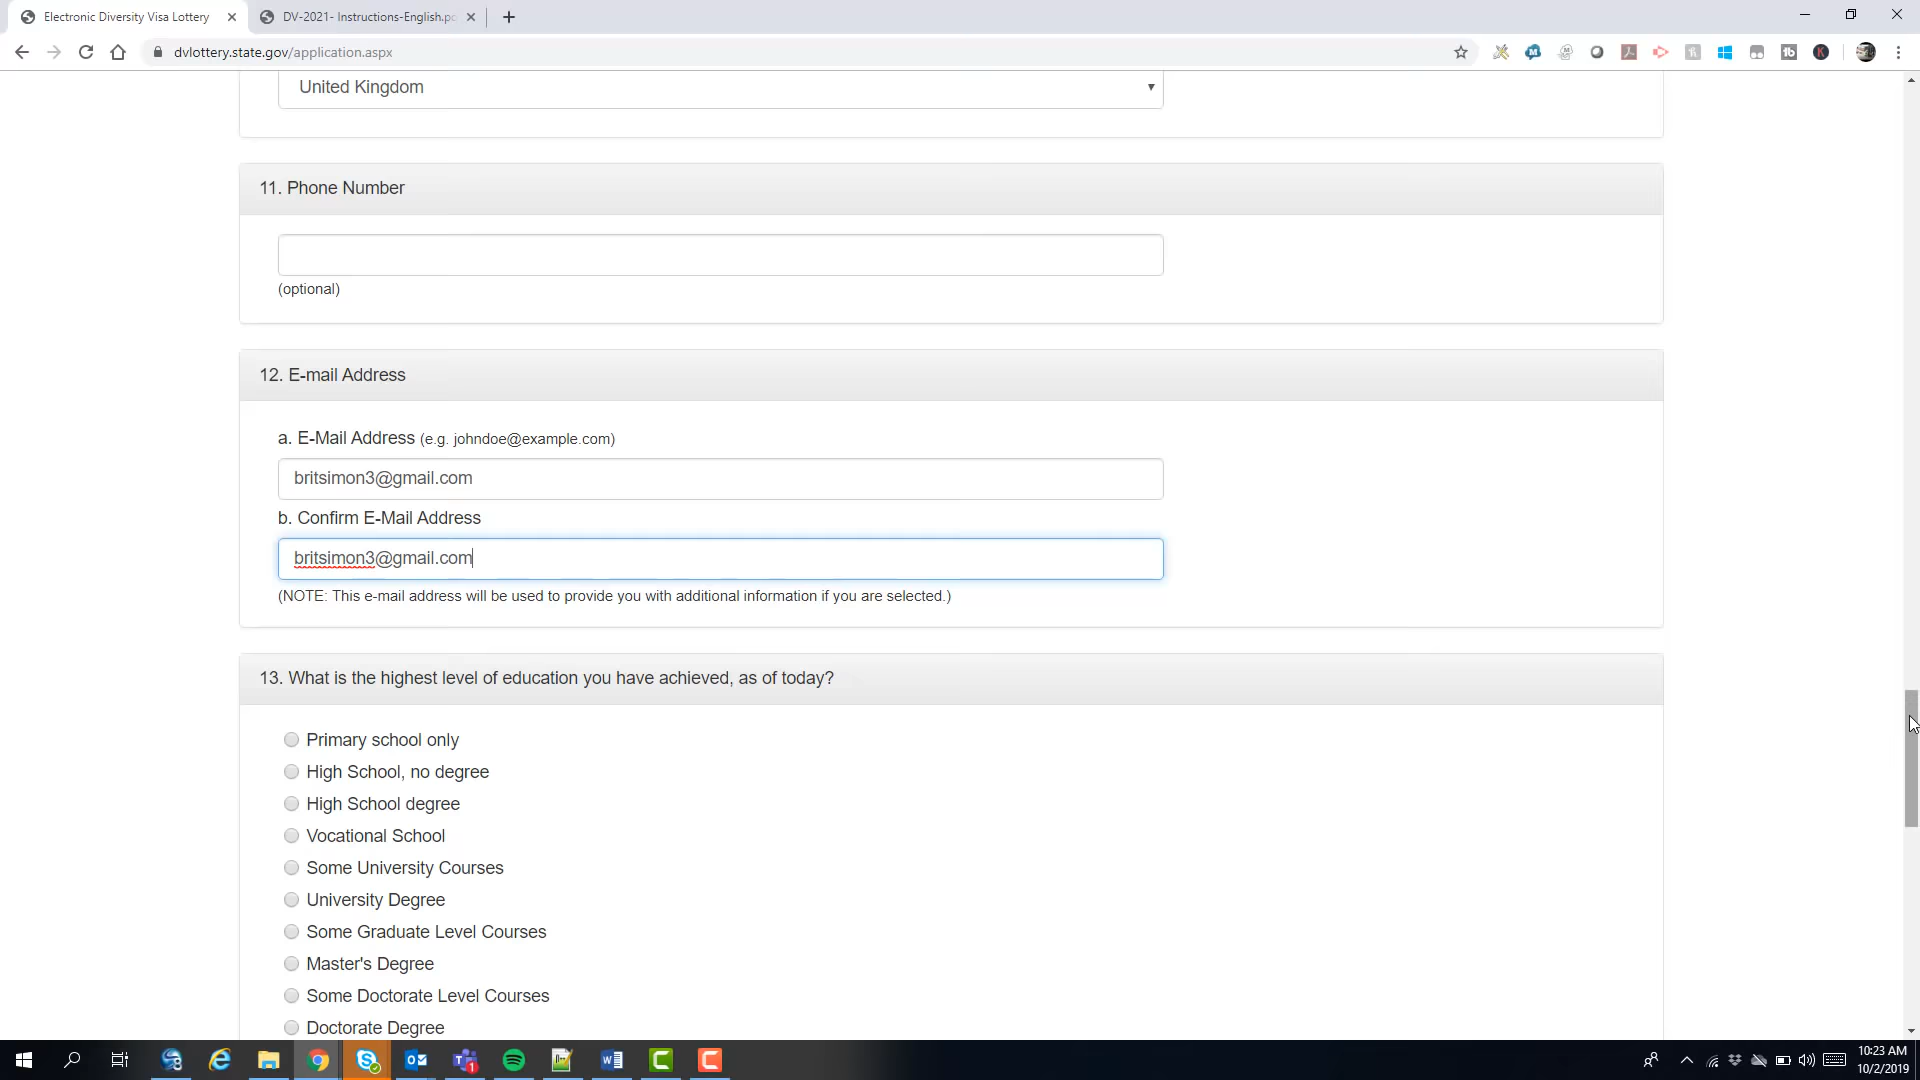 Electronic Diversity Visa Lottery
DV-2021- Instructions-English.pd
dvlottery.state.gov/application.aspx
United Kingdom
11. Phone Number
(optional)
12. E-mail Address
a. E-Mail Address (e.g. johndoe@example.com)
britsimon3@gmail.com
b. Confirm E-Mail Address
britsimon3@gmail.com
(NOTE: This e-mail address will be used to provide you with additional information if you are selected.)
13. What is the highest level of education you have achieved, as of today?
Primary school only
High School, no degree
High School degree
Vocational School
Some University Courses
University Degree
Some Graduate Level Courses
Master's Degree
Some Doctorate Level Courses
Doctorate Degree
10:23 AM
10/2/2019